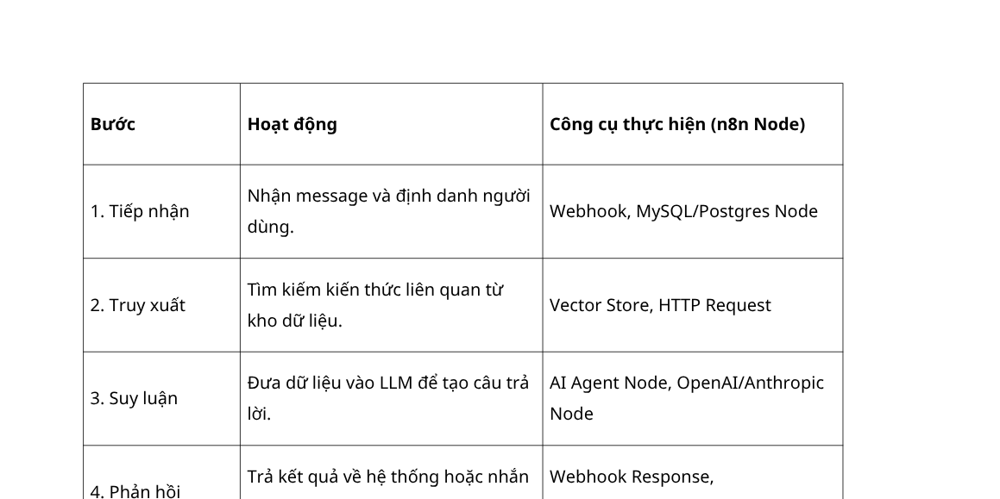 Bước
Hoạt động
Công cụ thực hiện (n8n Node)
1. Tiếp nhận
Nhận message và định danh người
dùng.
Webhook, MySQL/Postgres Node
2. Truy xuất
Tìm kiếm kiến thức liên quan từ
kho dữ liệu.
Vector Store, HTTP Request
3. Suy luận
Đưa dữ liệu vào LLM để tạo câu trả
lời.
AI Agent Node, OpenAI/Anthropic
Node
4. Phản hồi
Trả kết quả về hệ thống hoặc nhắn
Webhook Response,